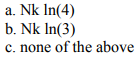 a. Nk ln(4)
b. Nk ln(3)
c. none of the above